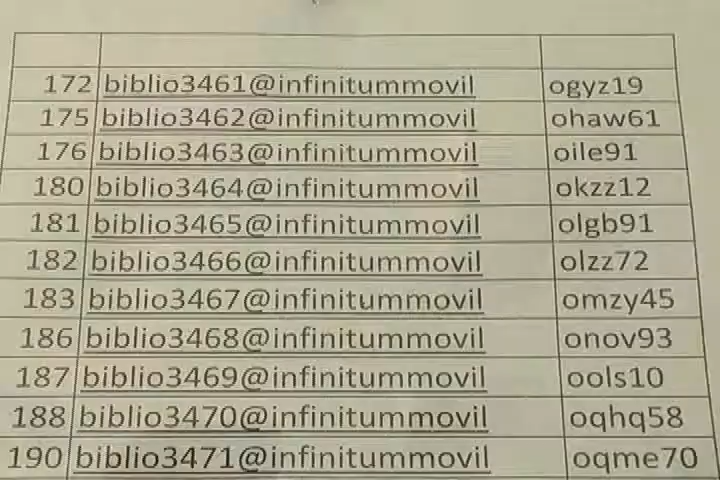 172 biblio3461@infinitummovil ogyz19
175 biblio3462@infinitummovil ohaw61
176 biblio3463@infinitummovil oile91
180 biblio3464@infinitummovil okzz12
181 biblio3465@infinitummovil olgb91
182 biblio3466@infinitummovil olzz72
183 biblio3467@infinitummovil omzy45
186 biblio3468@infinitummovil onov93
187 biblio3469@infinitummovil ools10
188 biblio3470@infinitummovil oqhq58
190 biblio3471@infinitummovil oqme70